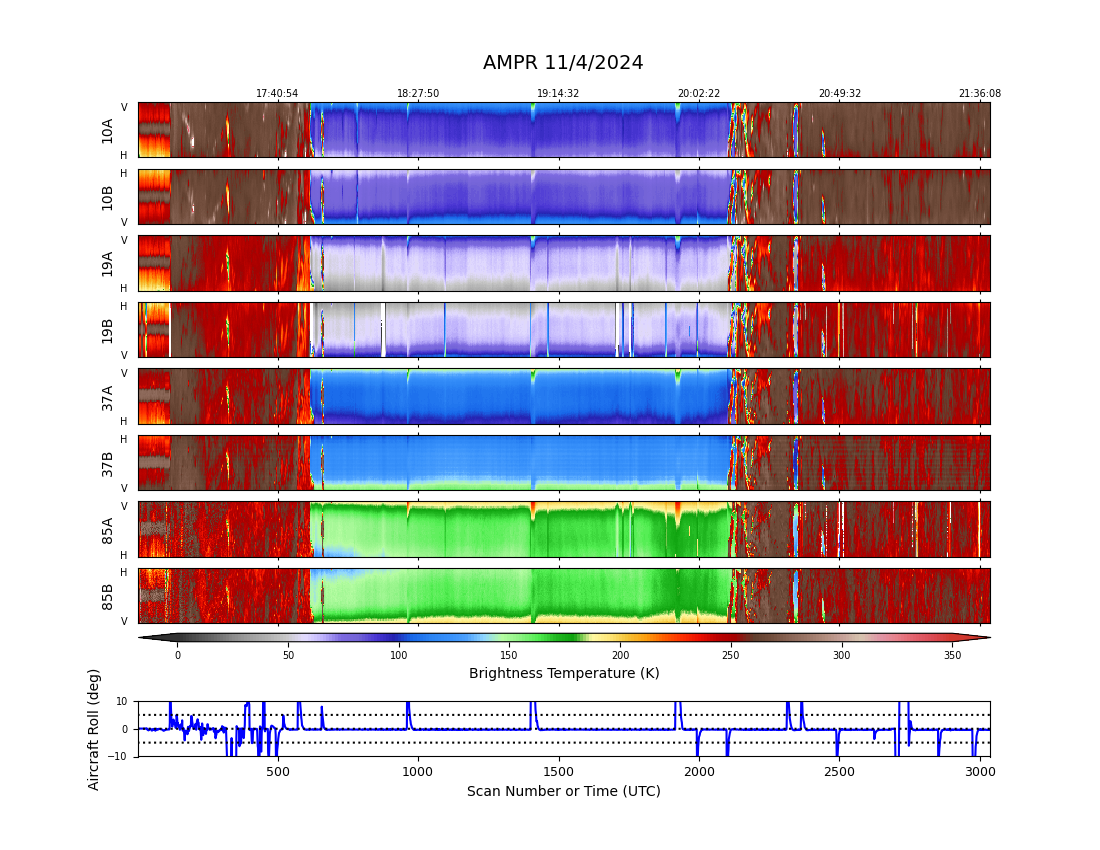 AMPR 11/4/2024
17:40:54 18:27:50 19:14:32 20:02:22 20:49:32 21:36:08
V
10A
H
H
10B
V
V
19A
H
H
19B
V
V
37A
H
H
37B
V
V
85A
H
H
85B
V
0 50 100 150 200 250 300 350
Brightness Temperature (K)
Aircraft Roll (deg)
10
0
−10
500 1000 1500 2000 2500 3000
Scan Number or Time (UTC)